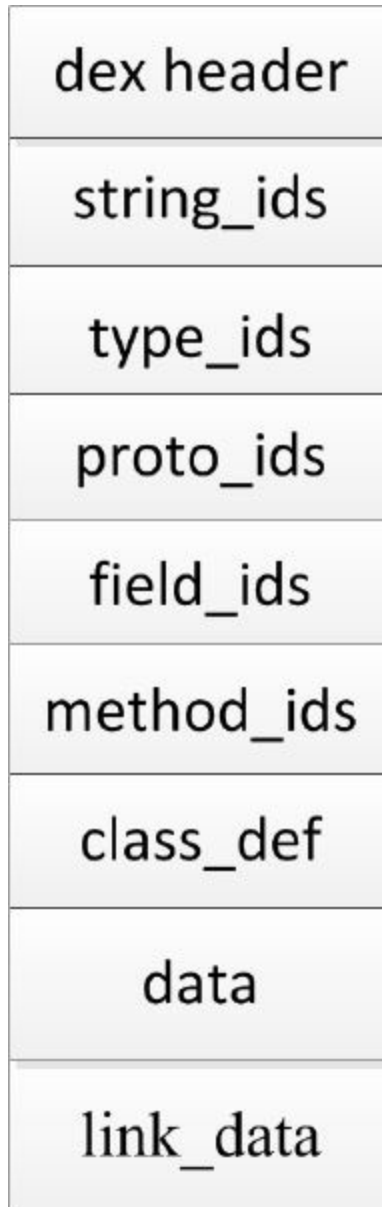 dex header
string_ids
type_ids
proto_ids
field_ids
method_ids
class_def
data
link_data